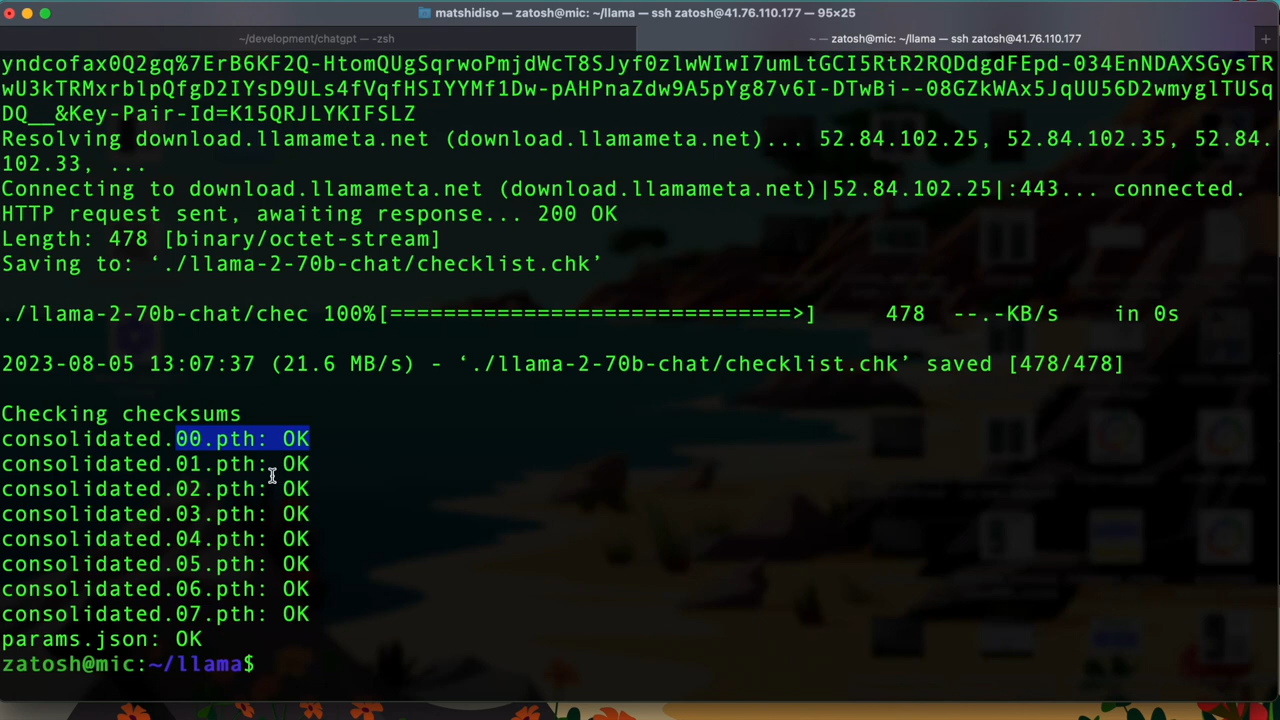 matshidiso — zatosh@mic: ~/llama — ssh zatosh@41.76.110.177 — 95×25
~/development/chatgpt — -zsh
~ — zatosh@mic: ~/llama — ssh zatosh@41.76.110.177
yndcofax0Q2gq%7ErB6KF2Q-HtomQUgSqrwoPmjdWcT8SJyf0zlwWIwI7umLtGCI5RtR2RQDdgdFEpd-034EnNDAXSGysTR
wU3kTRMxrblpQfgD2IYsD9ULs4fVqfHSIYYMf1Dw-pAHPnaZdw9A5pYg87v6I-DTwBi--08GZkWAx5JqUU56D2wmyglTUSq
DQ__&Key-Pair-Id=K15QRJLYKIFSLZ
Resolving download.llamameta.net (download.llamameta.net)... 52.84.102.25, 52.84.102.35, 52.84.
102.33, ...
Connecting to download.llamameta.net (download.llamameta.net)|52.84.102.25|:443... connected.
HTTP request sent, awaiting response... 200 OK
Length: 478 [binary/octet-stream]
Saving to: ‘./llama-2-70b-chat/checklist.chk’
./llama-2-70b-chat/chec 100%[==============================>]     478  --.-KB/s    in 0s
2023-08-05 13:07:37 (21.6 MB/s) - ‘./llama-2-70b-chat/checklist.chk’ saved [478/478]
Checking checksums
consolidated.00.pth: OK
consolidated.01.pth: OK
consolidated.02.pth: OK
consolidated.03.pth: OK
consolidated.04.pth: OK
consolidated.05.pth: OK
consolidated.06.pth: OK
consolidated.07.pth: OK
params.json: OK
zatosh@mic:~/llama$